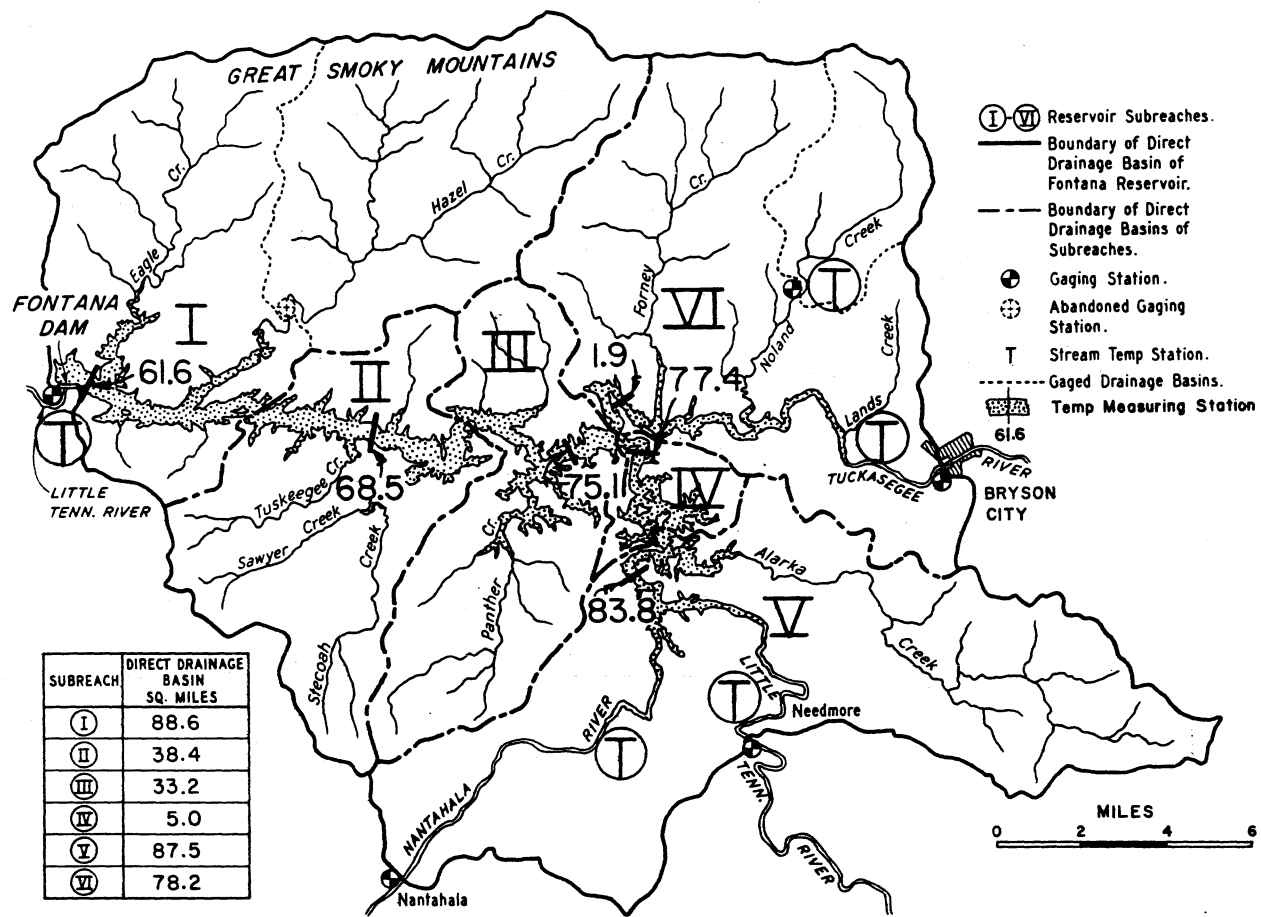 GREAT SMOKY MOUNTAINS
Ⓘ-Ⓥⓘ Reservoir Subreaches.
Boundary of Direct
Drainage Basin of
Fontana Reservoir.
Boundary of Direct
Drainage Basins of
Subreaches.
Gaging Station.
Abandoned Gaging
Station.
T Stream Temp Station.
Gaged Drainage Basins.
Temp Measuring Station
61.6
Eagle Cr.
Hazel Cr.
Forney Cr.
Noland Creek
T
Lands Creek
FONTANA
DAM
I
61.6
II
III
VI
1.9
77.4
T
T
LITTLE
TENN. RIVER
Tuskeegee Cr.
68.5
75.1
IV
TUCKASEGEE RIVER
BRYSON
CITY
Sawyer Creek
Stecoah Creek
Panther Cr.
83.8
V
Alarka Creek
LITTLE TENN. RIVER
T
Needmore
NANTAHALA RIVER
T
Nantahala
SUBREACH DIRECT DRAINAGE
BASIN
SQ. MILES
I 88.6
II 38.4
III 33.2
IV 5.0
V 87.5
VI 78.2
MILES
0 2 4 6